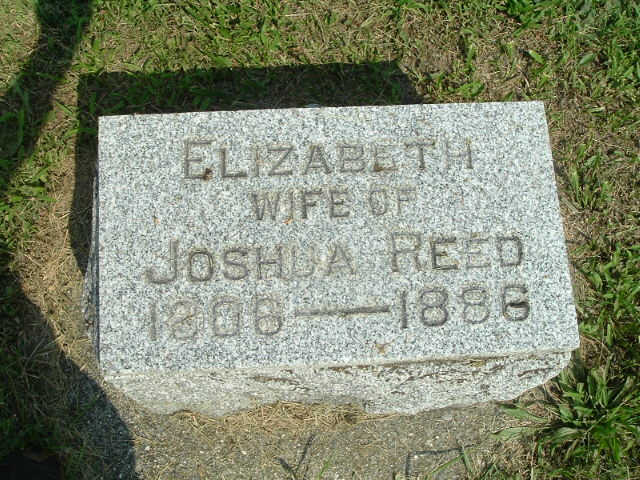 ELIZABETH
WIFE OF
JOSHUA REED
1806—1886